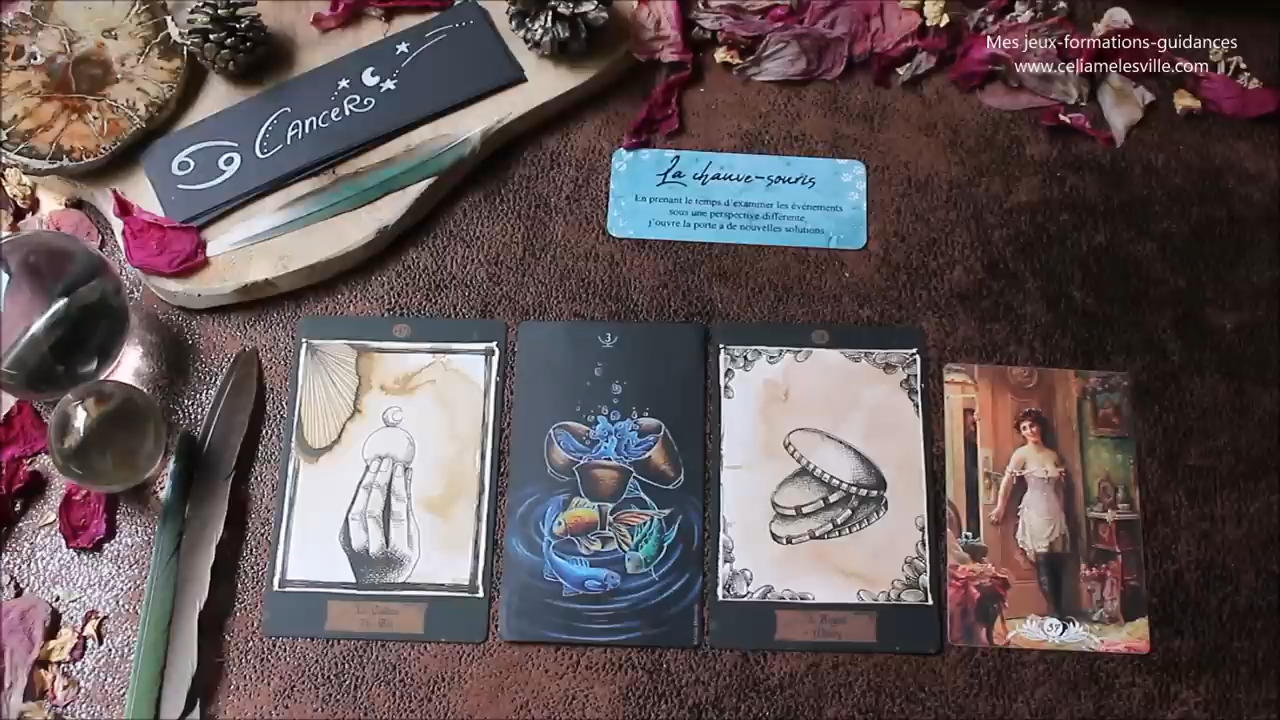 Mes jeux-formations-guidances
www.celiamelesville.com
Cancer
La chauve-souris
En prenant le temps d'examiner les événements
sous une perspective différente,
j'ouvre la porte à de nouvelles solutions
3
37